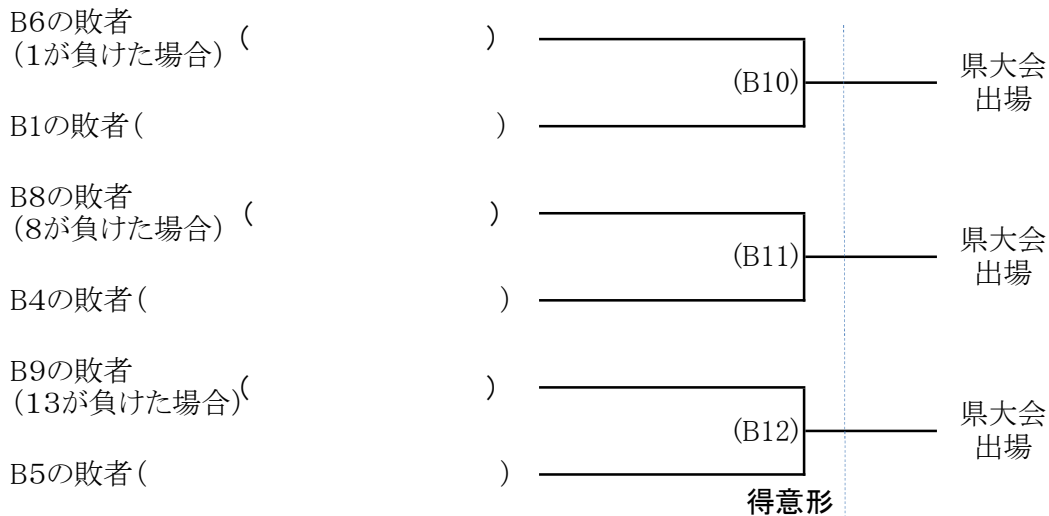 B6の敗者
(1が負けた場合) ( )
(B10)
県大会
出場
B1の敗者( )
B8の敗者
(8が負けた場合) ( )
(B11)
県大会
出場
B4の敗者( )
B9の敗者
(13が負けた場合)( )
(B12)
県大会
出場
B5の敗者( )
得意形